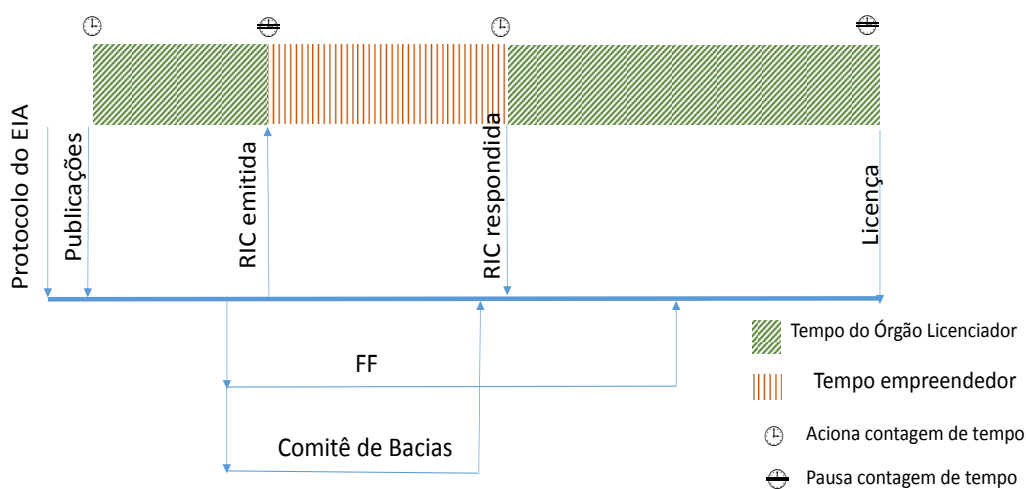 Protocolo do EIA
Publicações
RIC emitida
RIC respondida
Licença
FF
Comitê de Bacias
Tempo do Órgão Licenciador
Tempo empreendedor
Aciona contagem de tempo
Pausa contagem de tempo